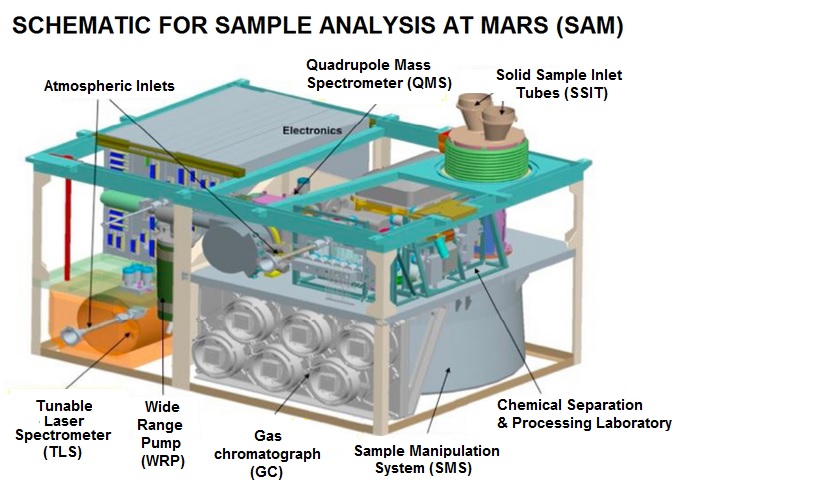 SCHEMATIC FOR SAMPLE ANALYSIS AT MARS (SAM)
Atmospheric Inlets
Quadrupole Mass
Spectrometer (QMS)
Solid Sample Inlet
Tubes (SSIT)
Electronics
Tunable
Laser
Spectrometer
(TLS)
Wide
Range
Pump
(WRP)
Gas
chromatograph
(GC)
Sample Manipulation
System (SMS)
Chemical Separation
& Processing Laboratory